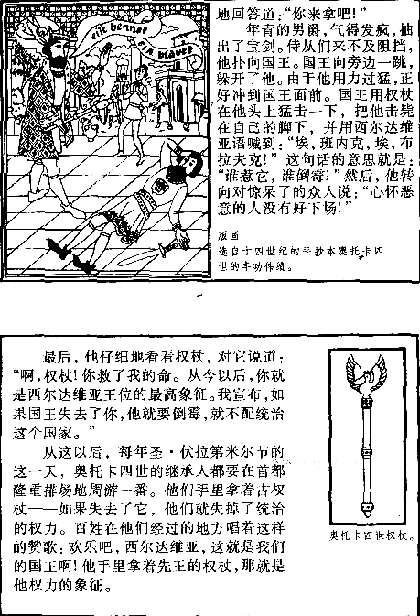 eih bennek
eih blavek
地回答道：“你来拿吧！”
年青的男爵，气得发疯，抽
出了宝剑。侍从们来不及阻挡，
他扑向国王。国王向旁边一跳，
躲开了他。由于他用力过猛，正
好冲到国王面前。国王用权杖
在他头上猛击一下，把他击毙
在自己的脚下，并用西尔达维
亚语喊到：“埃，班内克，埃，布
拉夫克！”这句话的意思就是：
“谁惹它，谁倒霉！”然后，他转
向对惊呆了的众人说：“心怀恶
意的人没有好下场！”
版画
选自十四世纪的手抄本奥托卡四
世的丰功伟绩。
最后，他仔细地看着权杖，对它说道：
“啊，权杖！你救了我的命。从今以后，你就
是西尔达维亚王位的最高象征。我宣布，如
果国王失去了你，他就要倒霉，就不配统治
这个国家。”
从这以后，每年圣·伏拉第米尔节的
这一天，奥托卡四世的继承人都要在首都
隆重排场地周游一番。他们手里拿着古权
杖——如果失去了它，他们就失掉了统治
的权力。百姓在他们经过的地方唱着这样
的赞歌：欢乐吧，西尔达维亚，这就是我们
的国王啊！他手里拿着先王的权杖，那就是
他权力的象征。
奥托卡四世权杖。